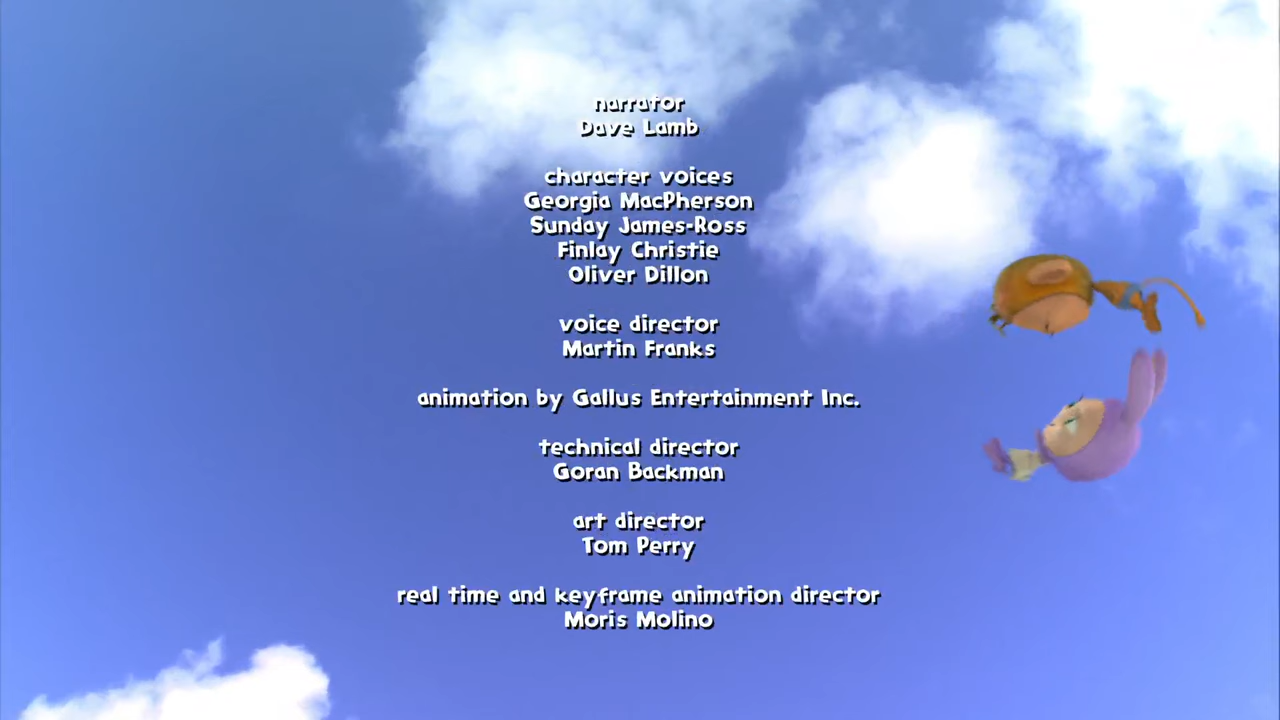 narrator
Dave Lamb
character voices
Georgia MacPherson
Sunday James-Ross
Finlay Christie
Oliver Dillon
voice director
Martin Franks
animation by Gallus Entertainment Inc.
technical director
Goran Backman
art director
Tom Perry
real time and keyframe animation director
Moris Molino